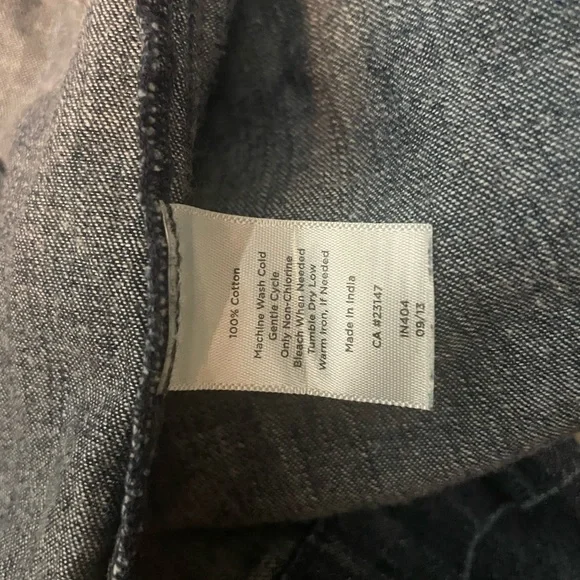 100% Cotton
Machine Wash Cold
Gentle Cycle
Only Non-Chlorine
Bleach When Needed
Tumble Dry Low
Warm Iron, If Needed
Made In India
CA #23147
IN404
09/13